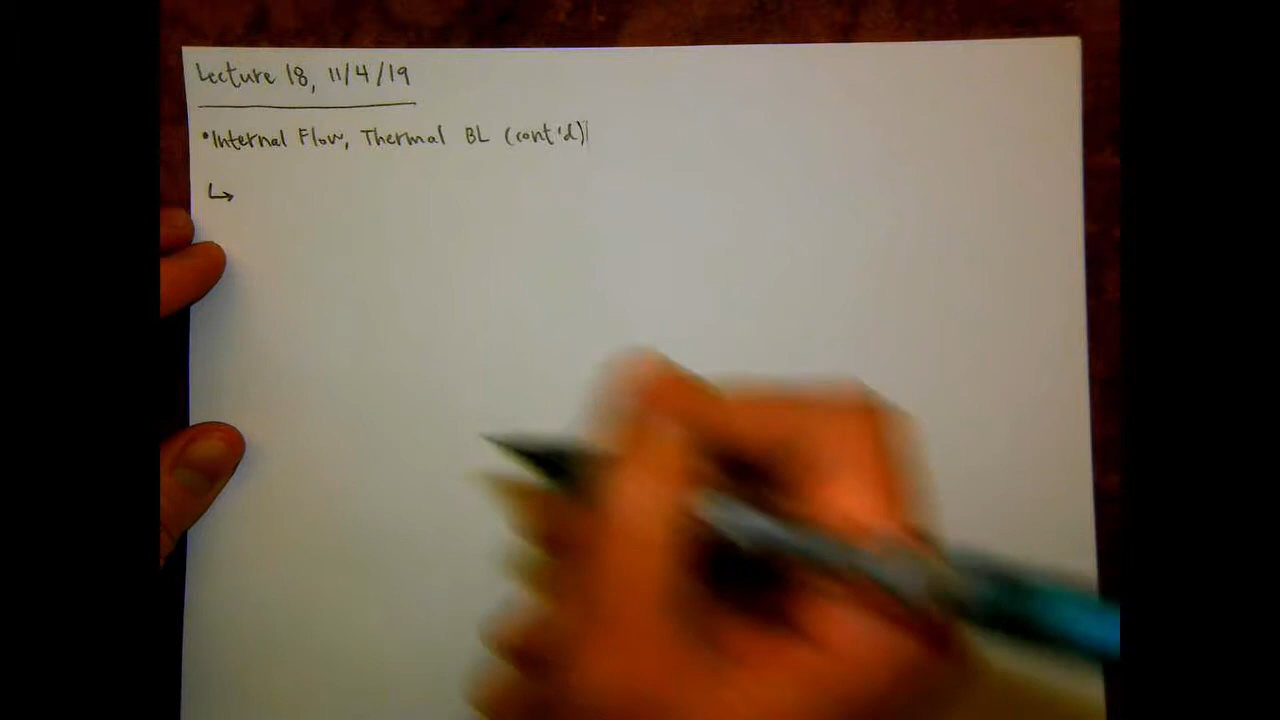 Lecture 18, 11/4/19
•Internal Flow, Thermal BL (cont'd)
↳